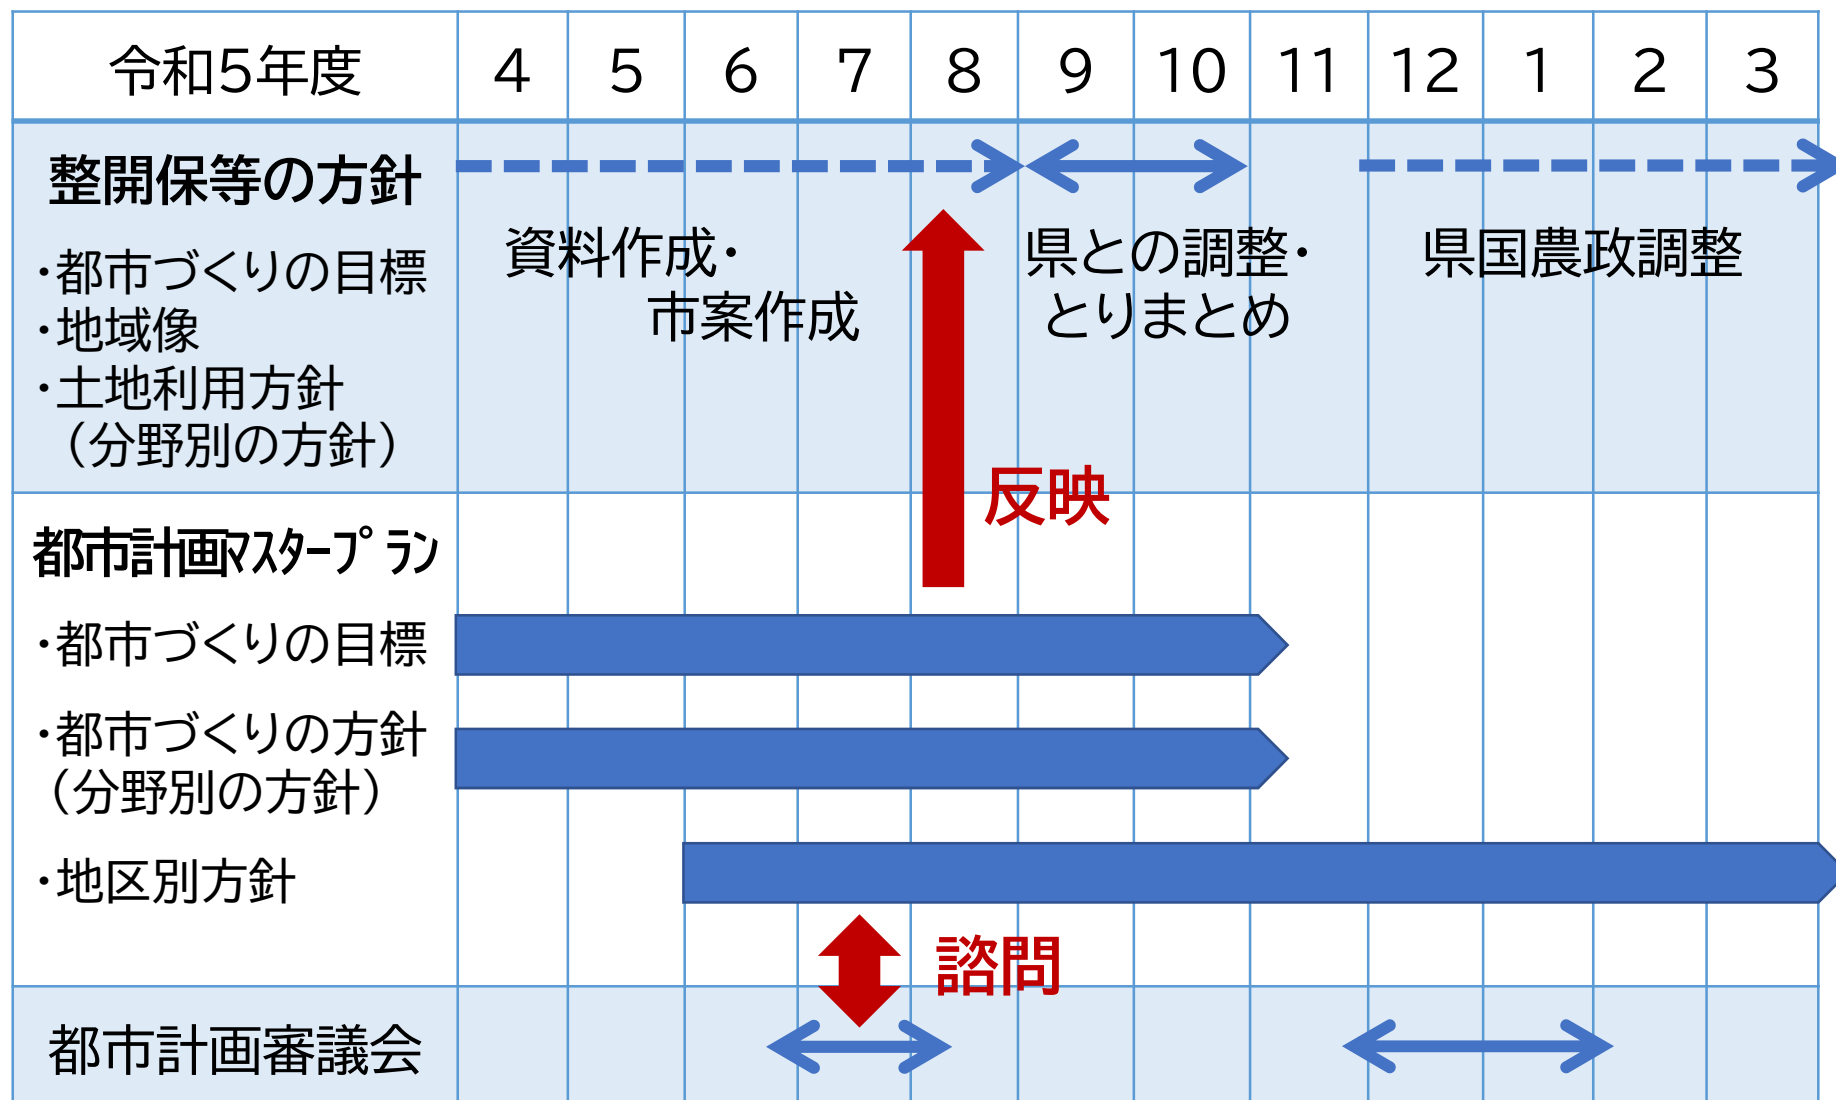 令和5年度 4 5 6 7 8 9 10 11 12 1 2 3
整開保等の方針
・都市づくりの目標
・地域像
・土地利用方針
（分野別の方針）
資料作成・
市案作成
県との調整・
とりまとめ
県国農政調整
反映
都市計画ﾏｽﾀｰﾌﾟﾗﾝ
・都市づくりの目標
・都市づくりの方針
（分野別の方針）
・地区別方針
諮問
都市計画審議会